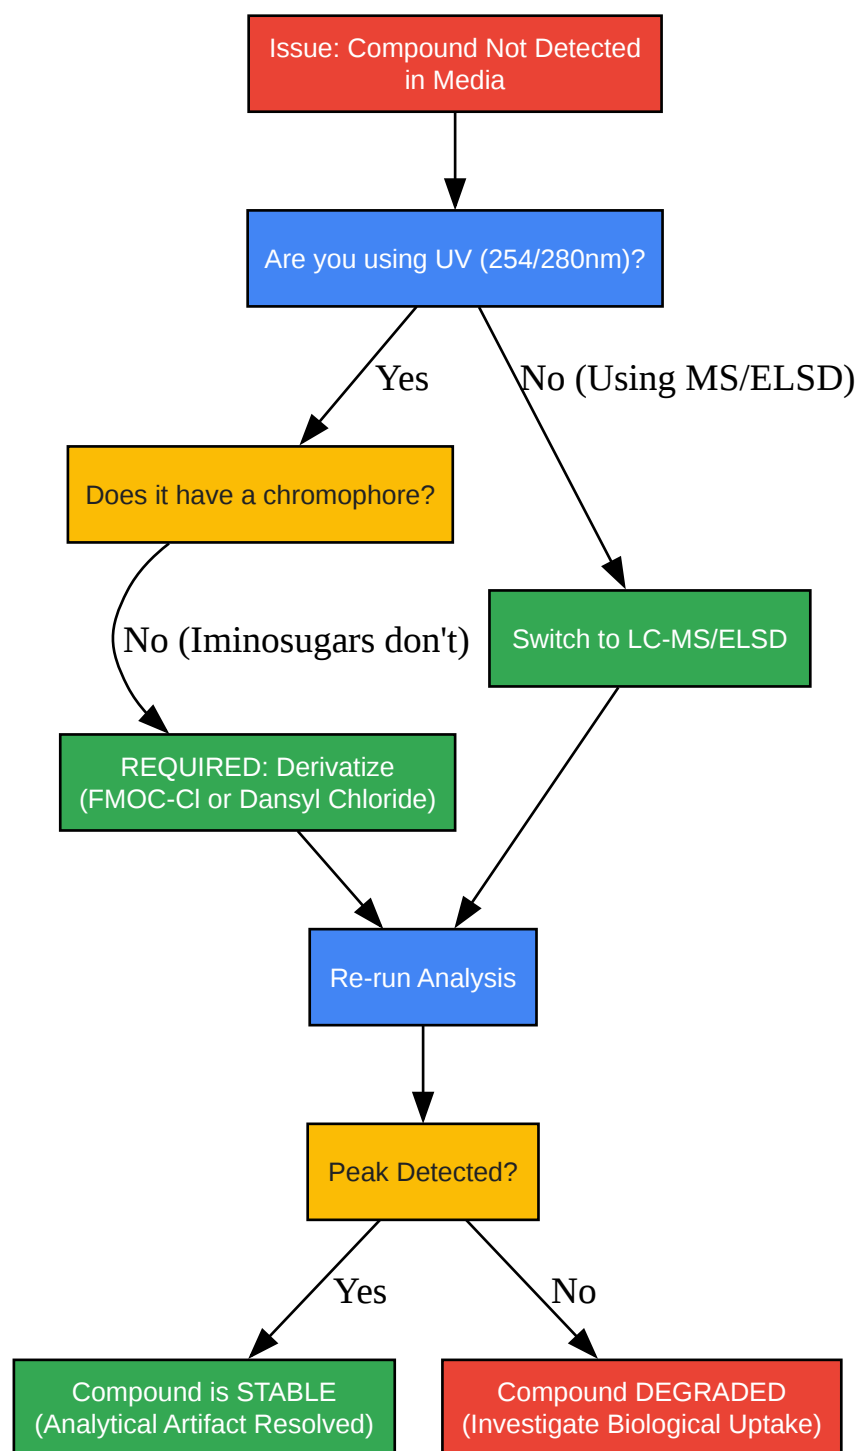 Issue: Compound Not Detected
in Media
Are you using UV (254/280nm)?
Yes
No (Using MS/ELSD)
Does it have a chromophore?
No (Iminosugars don't)
Switch to LC-MS/ELSD
REQUIRED: Derivatize
(FMOC-Cl or Dansyl Chloride)
Re-run Analysis
Peak Detected?
Yes
No
Compound is STABLE
(Analytical Artifact Resolved)
Compound DEGRADED
(Investigate Biological Uptake)